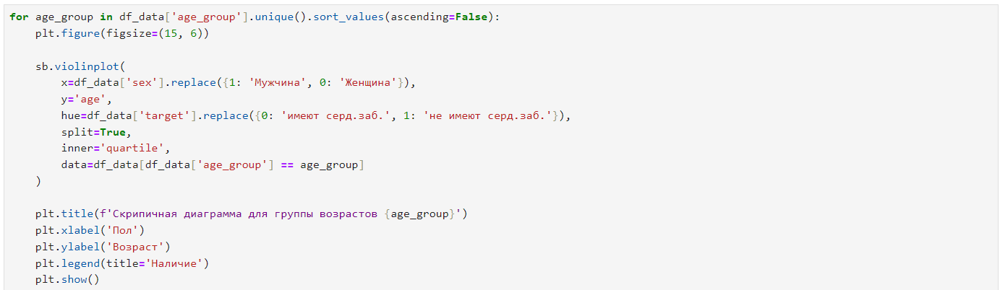 for age_group in df_data['age_group'].unique().sort_values(ascending=False):
    plt.figure(figsize=(15, 6))

    sb.violinplot(
        x=df_data['sex'].replace({1: 'Мужчина', 0: 'Женщина'}),
        y='age',
        hue=df_data['target'].replace({0: 'имеют серд.заб.', 1: 'не имеют серд.заб.'}),
        split=True,
        inner='quartile',
        data=df_data[df_data['age_group'] == age_group]
    )

    plt.title(f'Скрипичная диаграмма для группы возрастов {age_group}')
    plt.xlabel('Пол')
    plt.ylabel('Возраст')
    plt.legend(title='Наличие')
    plt.show()